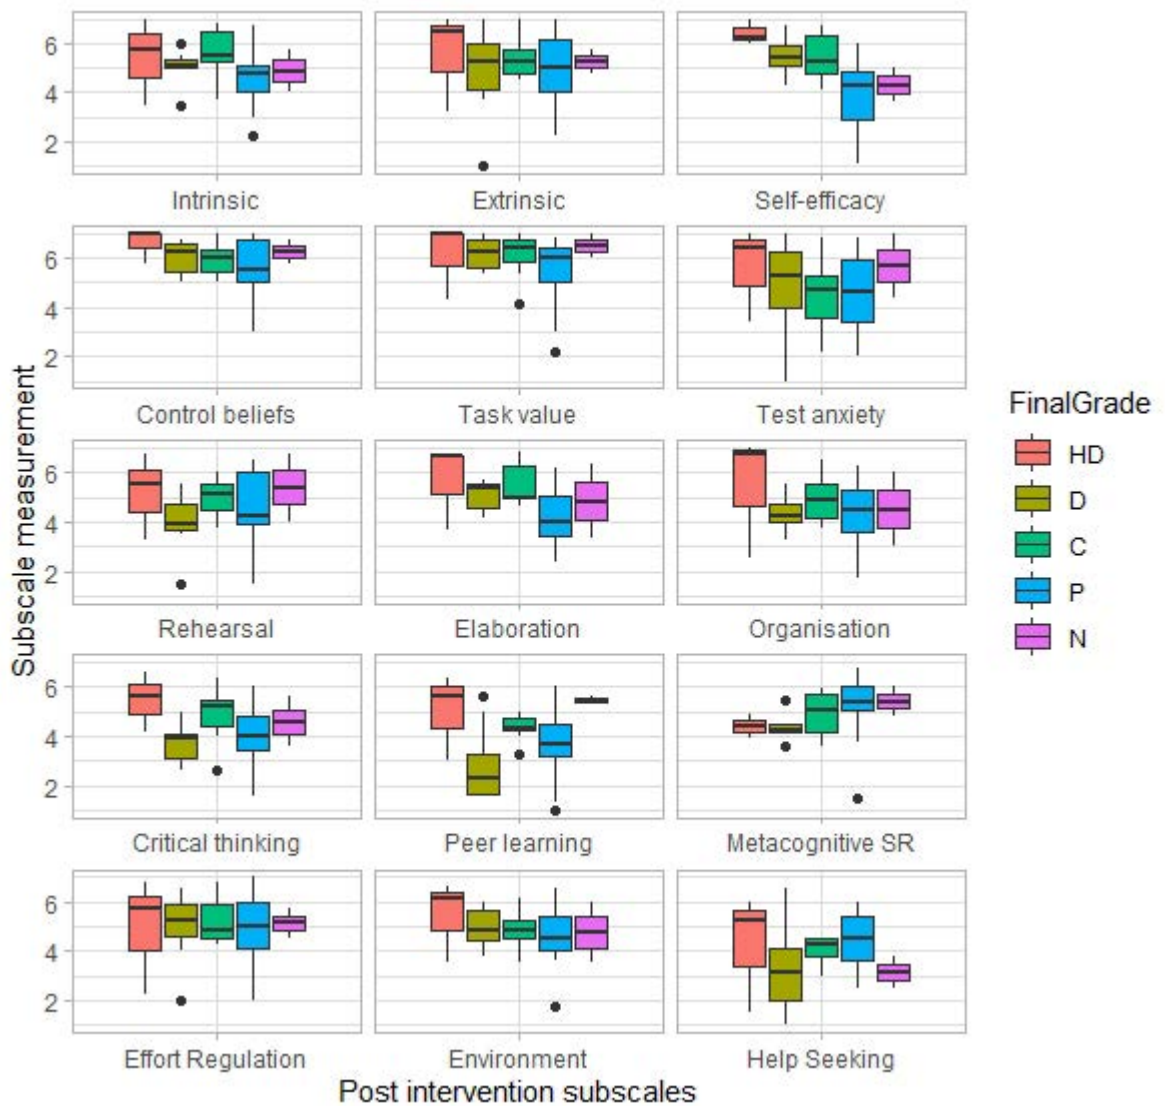 6
4
2
Intrinsic
Extrinsic
Self-efficacy
6
4
2
Control beliefs
Task value
Test anxiety
6
4
2
Rehearsal
Elaboration
Organisation
6
4
2
Critical thinking
Peer learning
Metacognitive SR
6
4
2
Effort Regulation
Environment
Help Seeking
Subscale measurement
Post intervention subscales
FinalGrade
HD
D
C
P
N